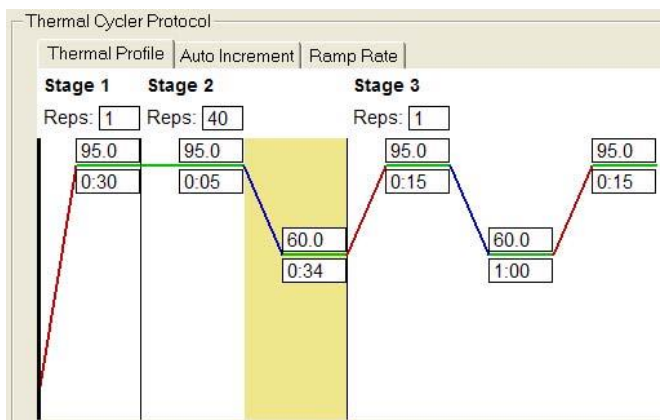 Thermal Cycler Protocol
Thermal Profile Auto Increment Ramp Rate
Stage 1 Stage 2 Stage 3
Reps: 1 Reps: 40 Reps: 1
95.0 95.0 95.0 95.0
0:30 0:05 0:15 0:15
60.0 60.0
0:34 1:00